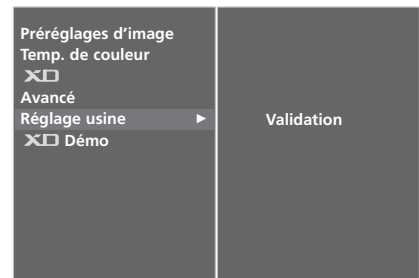 Préréglages d'image
Temp. de couleur
XD
Avancé
Réglage usine ►
XD Démo
Validation